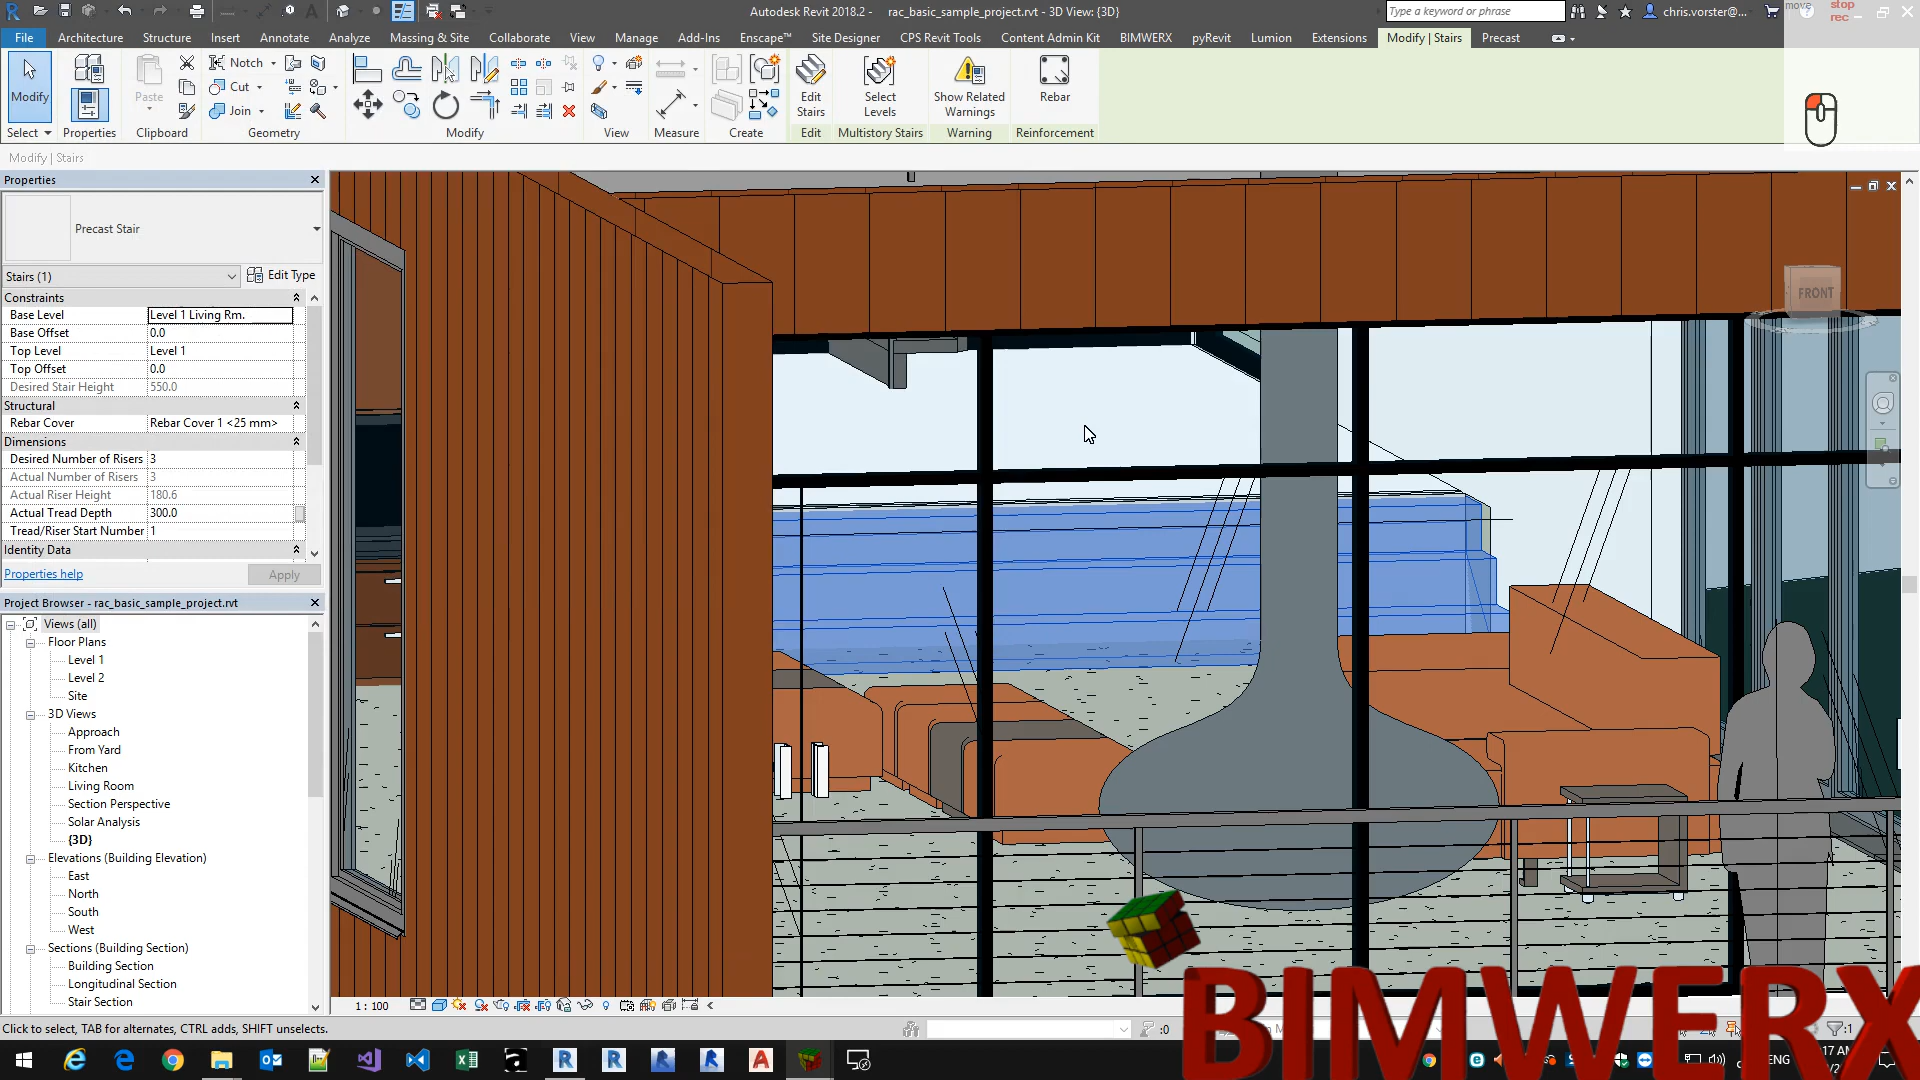 Autodesk Revit 2018.2 - rac_basic_sample_project.rvt - 3D View: {3D}
Type a keyword or phrase
chris.vorster@...
move
stop
rec
File Architecture Structure Insert Annotate Analyze Massing & Site Collaborate View Manage Add-Ins Enscape™ Site Designer CPS Revit Tools Content Admin Kit BIMWERX pyRevit Lumion Extensions Modify | Stairs Precast
Modify
Paste
Notch
Cut
Join
Edit
Stairs
Select
Levels
Show Related
Warnings
Rebar
Select Properties Clipboard Geometry Modify View Measure Create Edit Multistory Stairs Warning Reinforcement
Modify | Stairs
Properties
Precast Stair
Stairs (1) Edit Type
Constraints
Base Level Level 1 Living Rm.
Base Offset 0.0
Top Level Level 1
Top Offset 0.0
Desired Stair Height 550.0
Structural
Rebar Cover Rebar Cover 1 <25 mm>
Dimensions
Desired Number of Risers 3
Actual Number of Risers 3
Actual Riser Height 180.6
Actual Tread Depth 300.0
Tread/Riser Start Number 1
Identity Data
Properties help Apply
Project Browser - rac_basic_sample_project.rvt
Views (all)
Floor Plans
Level 1
Level 2
Site
3D Views
Approach
From Yard
Kitchen
Living Room
Section Perspective
Solar Analysis
{3D}
Elevations (Building Elevation)
East
North
South
West
Sections (Building Section)
Building Section
Longitudinal Section
Stair Section
FRONT
1 : 100
Click to select, TAB for alternates, CTRL adds, SHIFT unselects.
:0
:1
ENG
BIMWERX